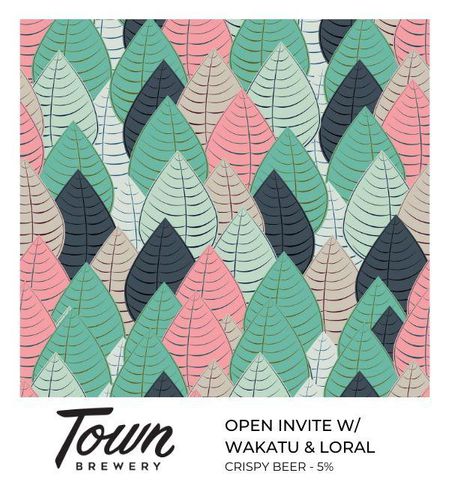 Town
BREWERY
OPEN INVITE W/
WAKATU & LORAL
CRISPY BEER - 5%